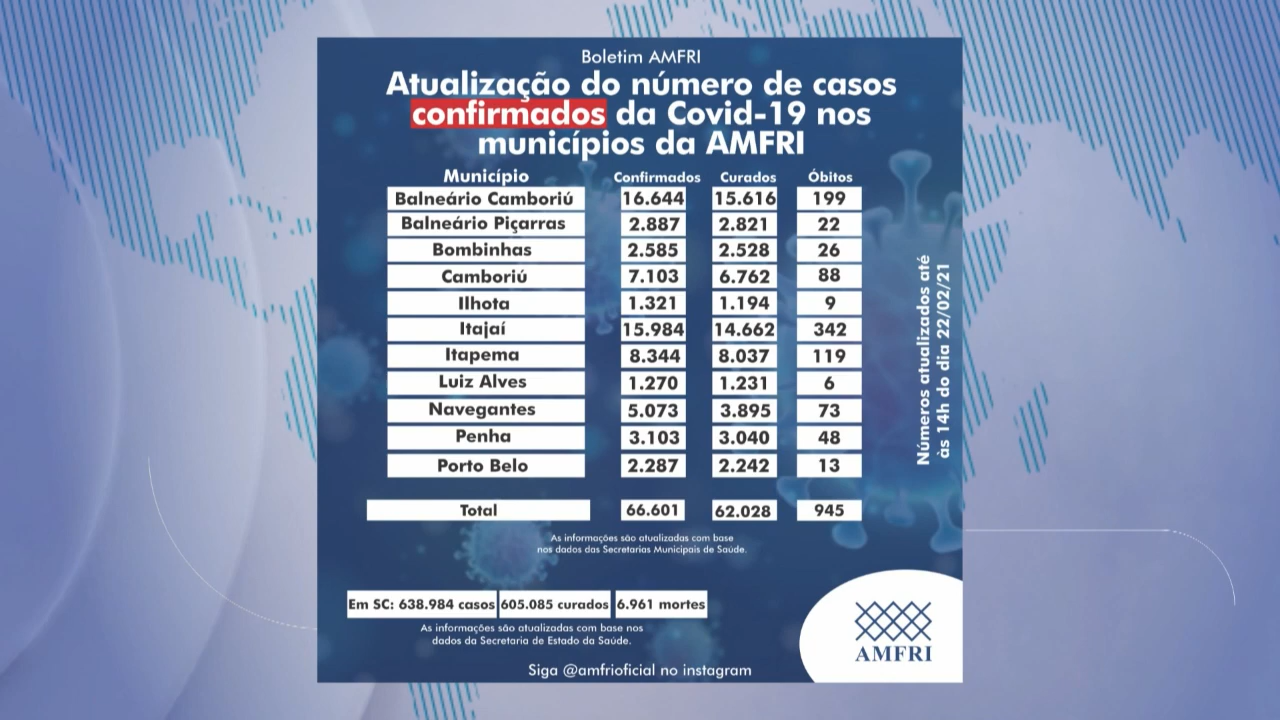 Boletim AMFRI
Atualização do número de casos
confirmados da Covid-19 nos
municípios da AMFRI
Município Confirmados Curados Óbitos
Balneário Camboriú 16.644 15.616 199
Balneário Piçarras 2.887 2.821 22
Bombinhas 2.585 2.528 26
Camboriú 7.103 6.762 88
Ilhota 1.321 1.194 9
Itajaí 15.984 14.662 342
Itapema 8.344 8.037 119
Luiz Alves 1.270 1.231 6
Navegantes 5.073 3.895 73
Penha 3.103 3.040 48
Porto Belo 2.287 2.242 13
Total 66.601 62.028 945
Números atualizados até
às 14h do dia 22/02/21
As informações são atualizadas com base
nos dados das Secretarias Municipais de Saúde.
Em SC: 638.984 casos 605.085 curados 6.961 mortes
As informações são atualizadas com base nos
dados da Secretaria de Estado da Saúde.
AMFRI
Siga @amfrioficial no instagram